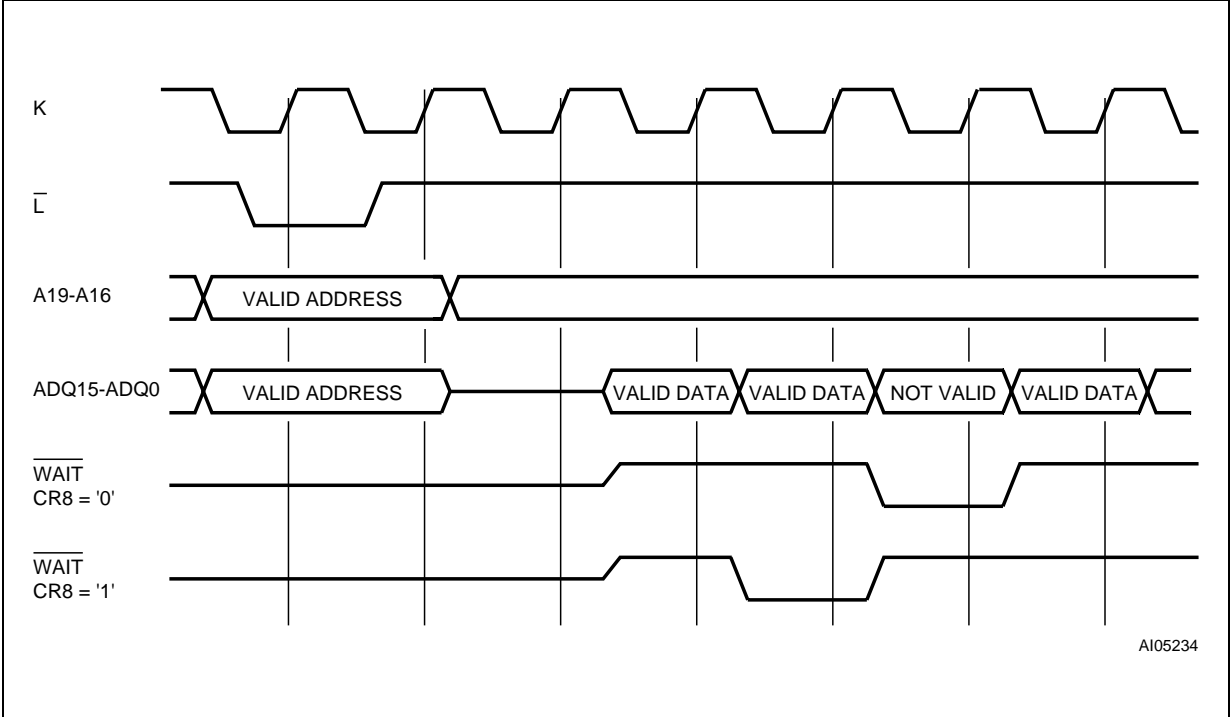 K
L
A19-A16
VALID ADDRESS
ADQ15-ADQ0
VALID ADDRESS
VALID DATA
VALID DATA
NOT VALID
VALID DATA
WAIT
CR8 = '0'
WAIT
CR8 = '1'
AI05234